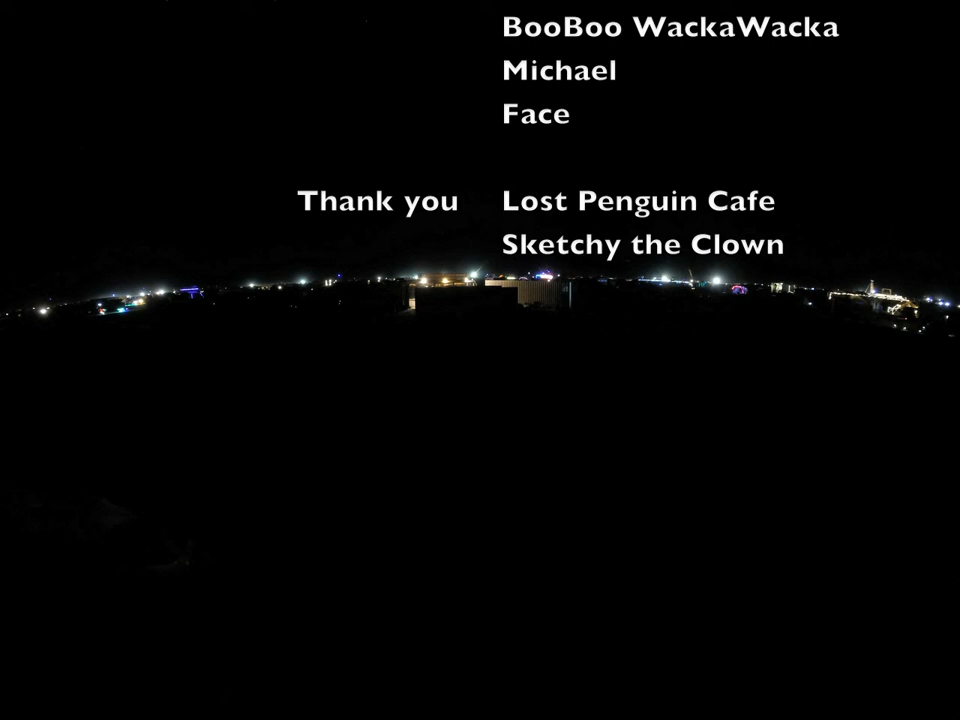 BooBoo WackaWacka
Michael
Face
Thank you Lost Penguin Cafe
Sketchy the Clown